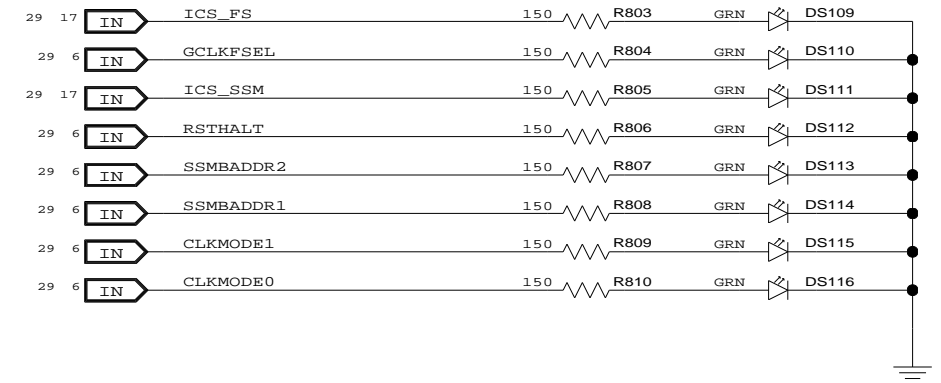 29 17 IN ICS_FS 150 R803 GRN DS109
29 6 IN GCLKFSEL 150 R804 GRN DS110
29 17 IN ICS_SSM 150 R805 GRN DS111
29 6 IN RSTHALT 150 R806 GRN DS112
29 6 IN SSMBADDR2 150 R807 GRN DS113
29 6 IN SSMBADDR1 150 R808 GRN DS114
29 6 IN CLKMODE1 150 R809 GRN DS115
29 6 IN CLKMODE0 150 R810 GRN DS116